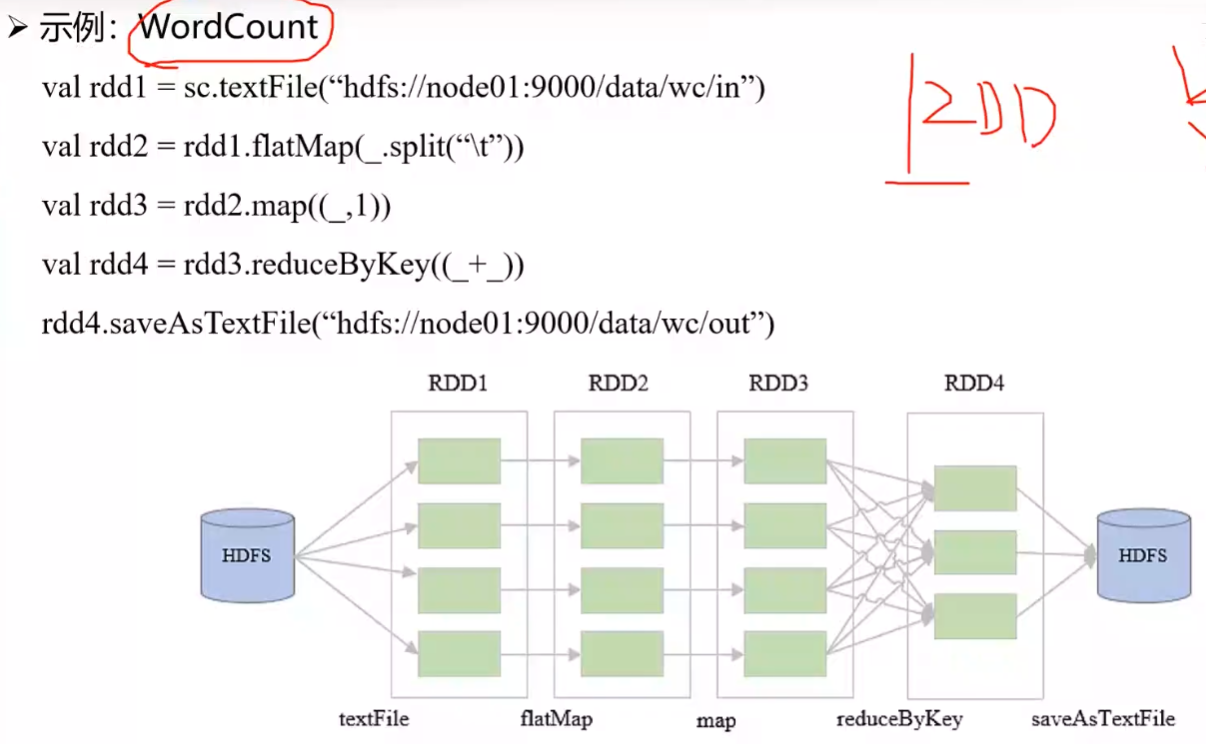 ➢ 示例：WordCount
val rdd1 = sc.textFile(“hdfs://node01:9000/data/wc/in”)
RDD
val rdd2 = rdd1.flatMap(_.split(“\t”))
val rdd3 = rdd2.map((_,1))
val rdd4 = rdd3.reduceByKey((_+_))
rdd4.saveAsTextFile(“hdfs://node01:9000/data/wc/out”)
RDD1 RDD2 RDD3 RDD4
HDFS HDFS
textFile flatMap map reduceByKey saveAsTextFile